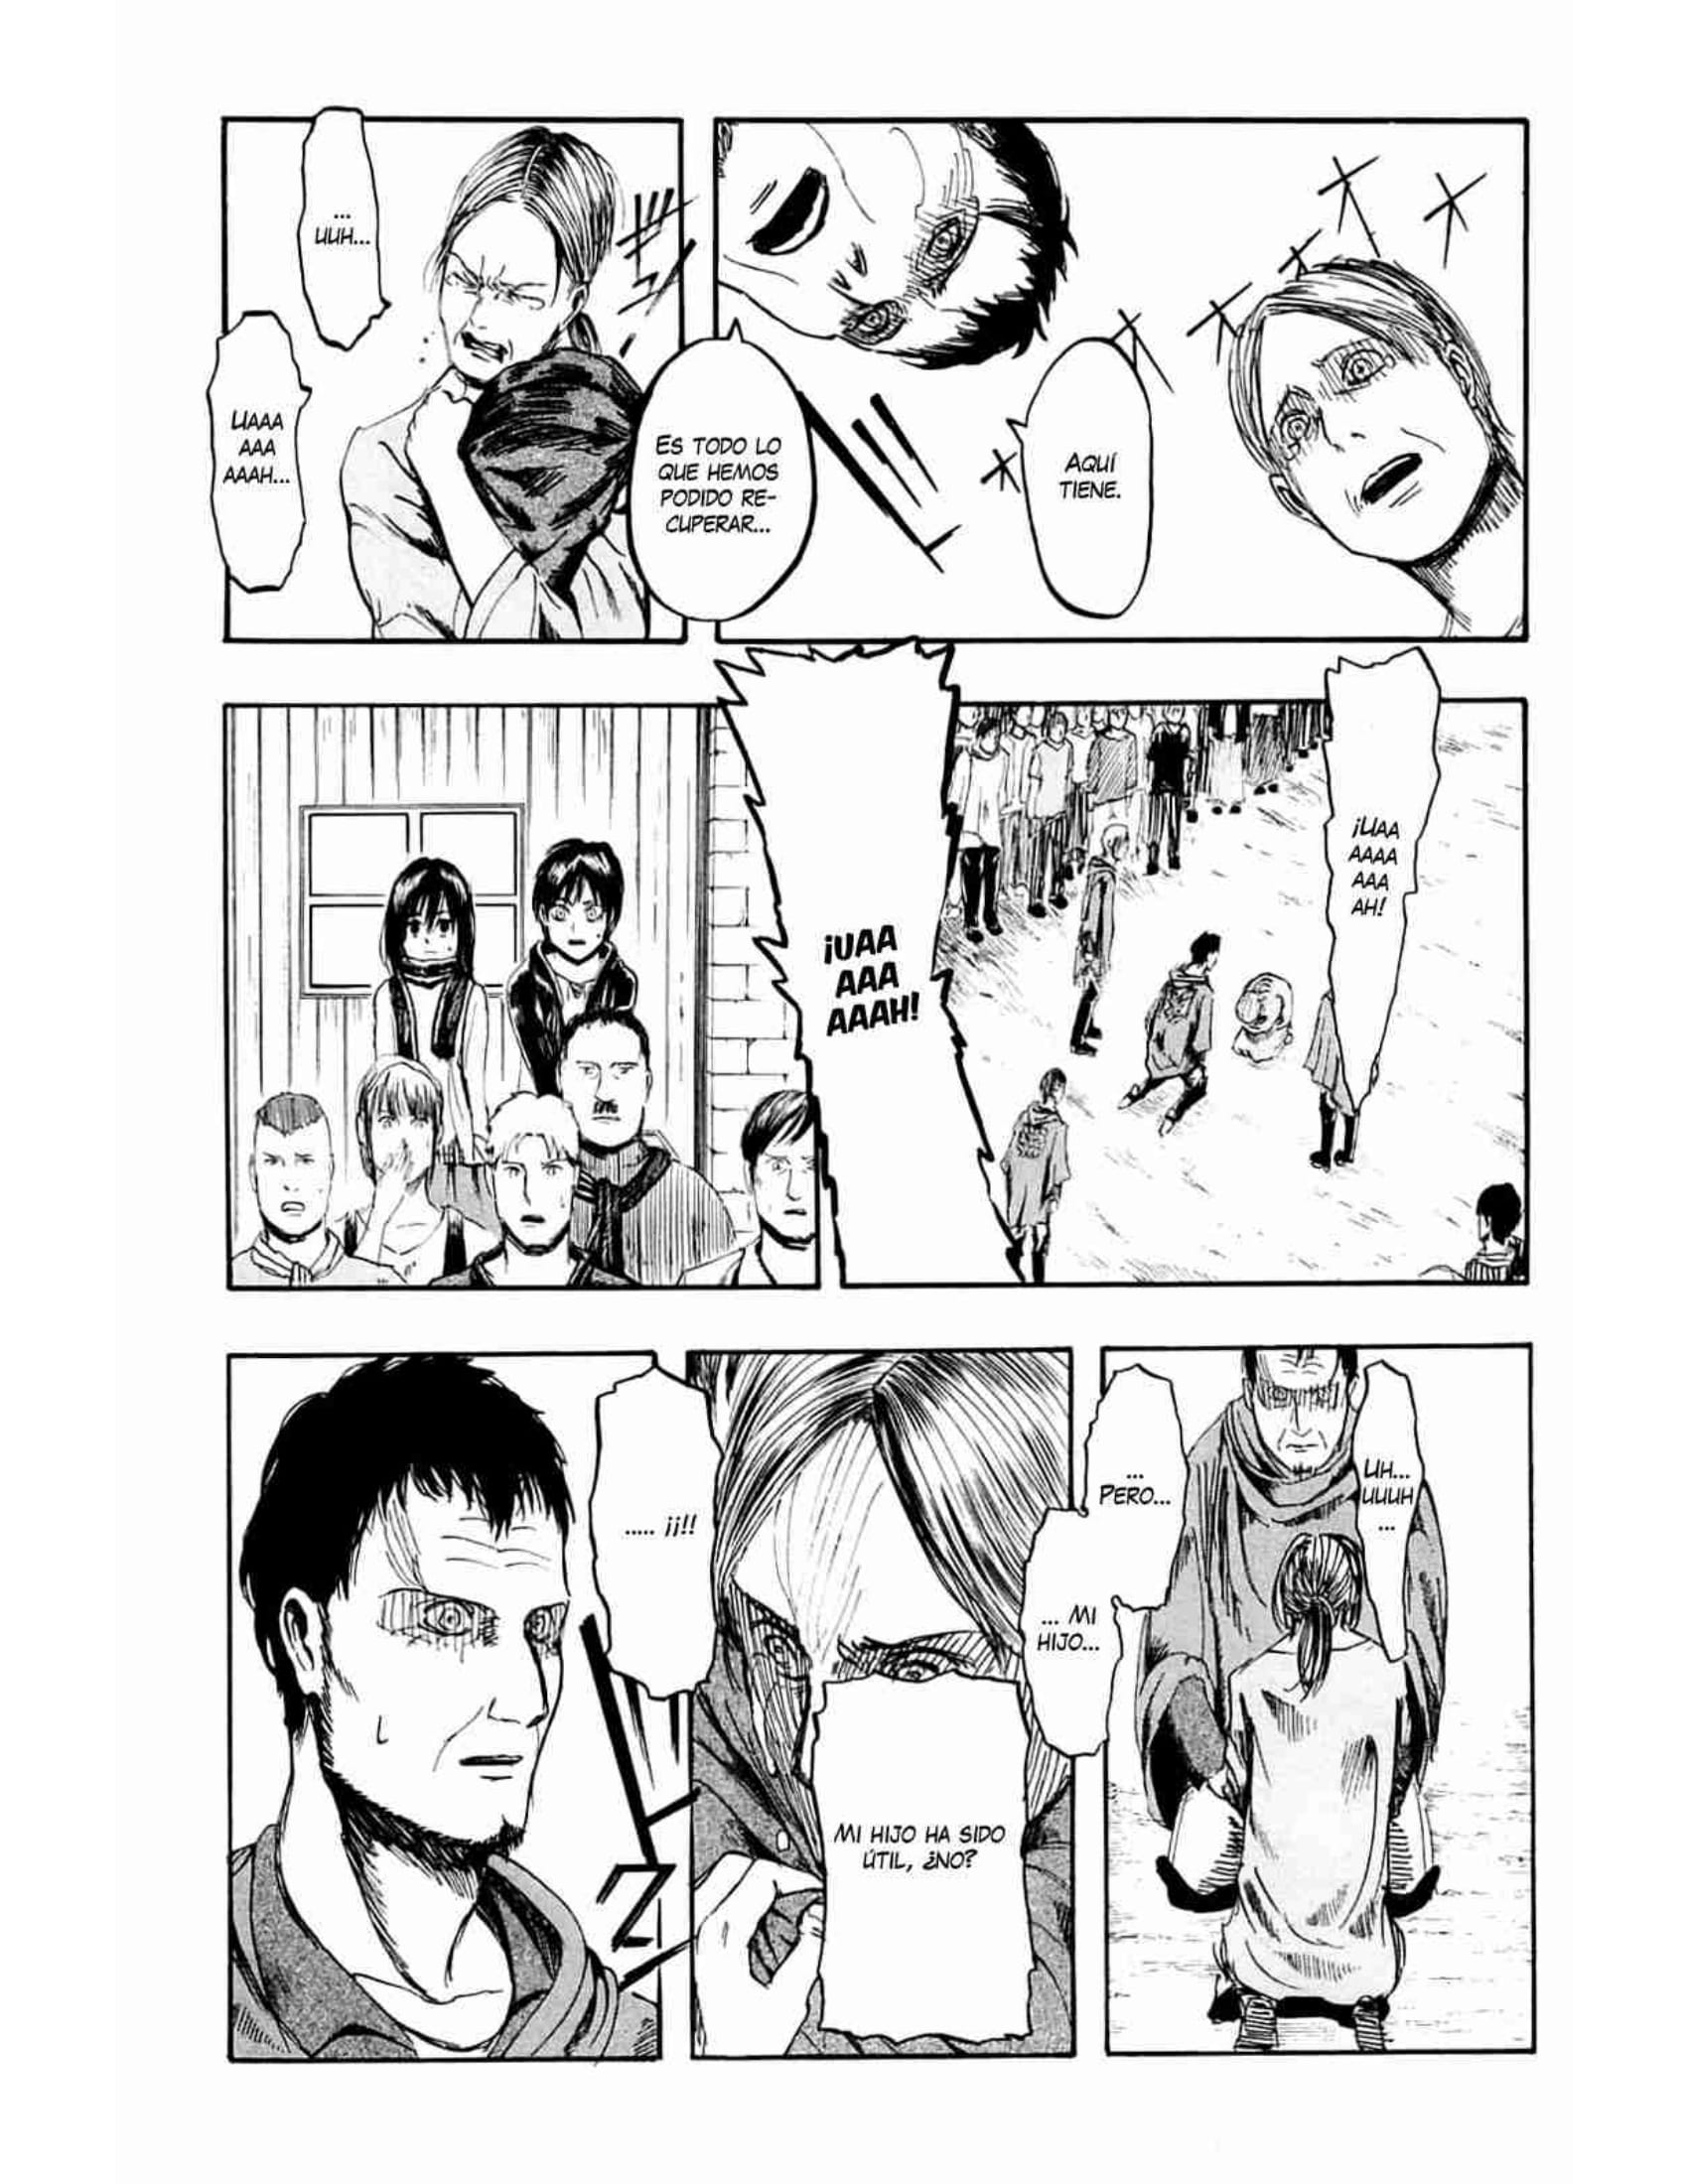 AQUÍ
TIENE.
ES TODO LO
QUE HEMOS
PODIDO RE-
CUPERAR...
...
UUH...
UAAA
AAA
AAAH...
¡UAA
AAAA
AAA
AH!
¡UAA
AAA
AAAH!
UH...
UUUH
...
...
PERO...
... MI
HIJO...
MI HIJO HA SIDO
ÚTIL, ¿NO?
..... ¡¡!!